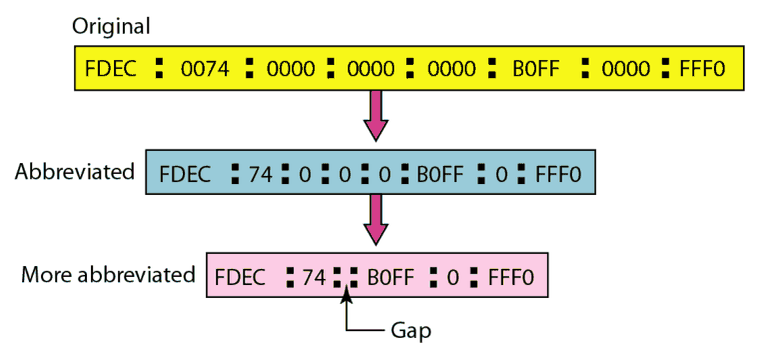 Original
FDEC : 0074 : 0000 : 0000 : 0000 : B0FF : 0000 : FFF0
Abbreviated
FDEC : 74 : 0 : 0 : 0 : B0FF : 0 : FFF0
More abbreviated
FDEC : 74 : : B0FF : 0 : FFF0
Gap